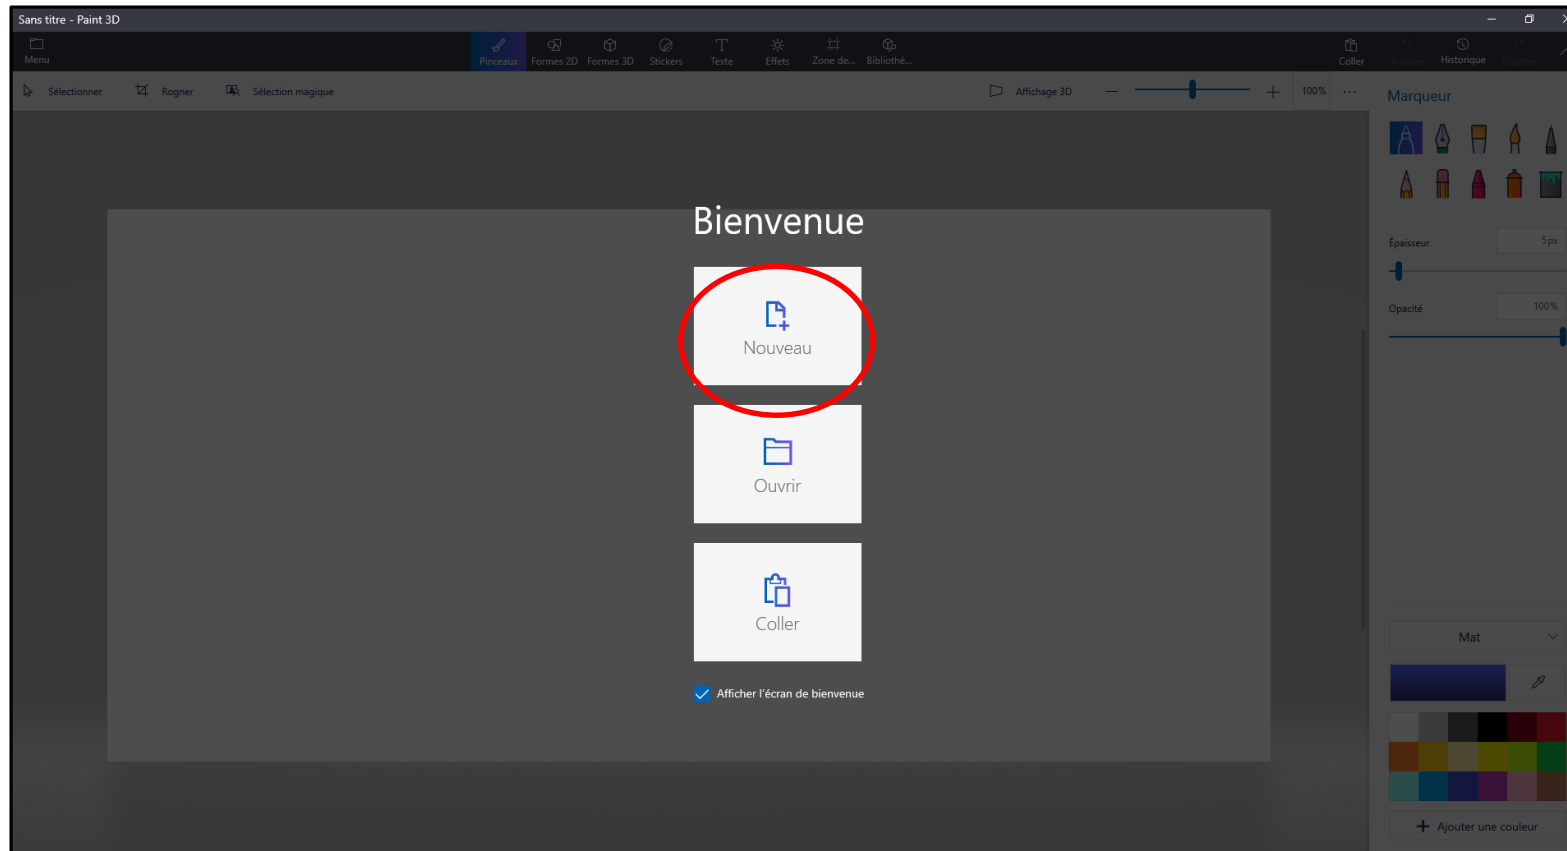 Sans titre - Paint 3D
Menu
Pinceaux
Formes 2D
Formes 3D
Stickers
Texte
Effets
Zone de...
Bibliothè...
Coller
Annuler
Historique
Rétablir
Sélectionner
Rogner
Sélection magique
Affichage 3D
100%
Marqueur
Épaisseur
5px
Opacité
100%
Bienvenue
Nouveau
Ouvrir
Coller
Afficher l'écran de bienvenue
Mat
Ajouter une couleur